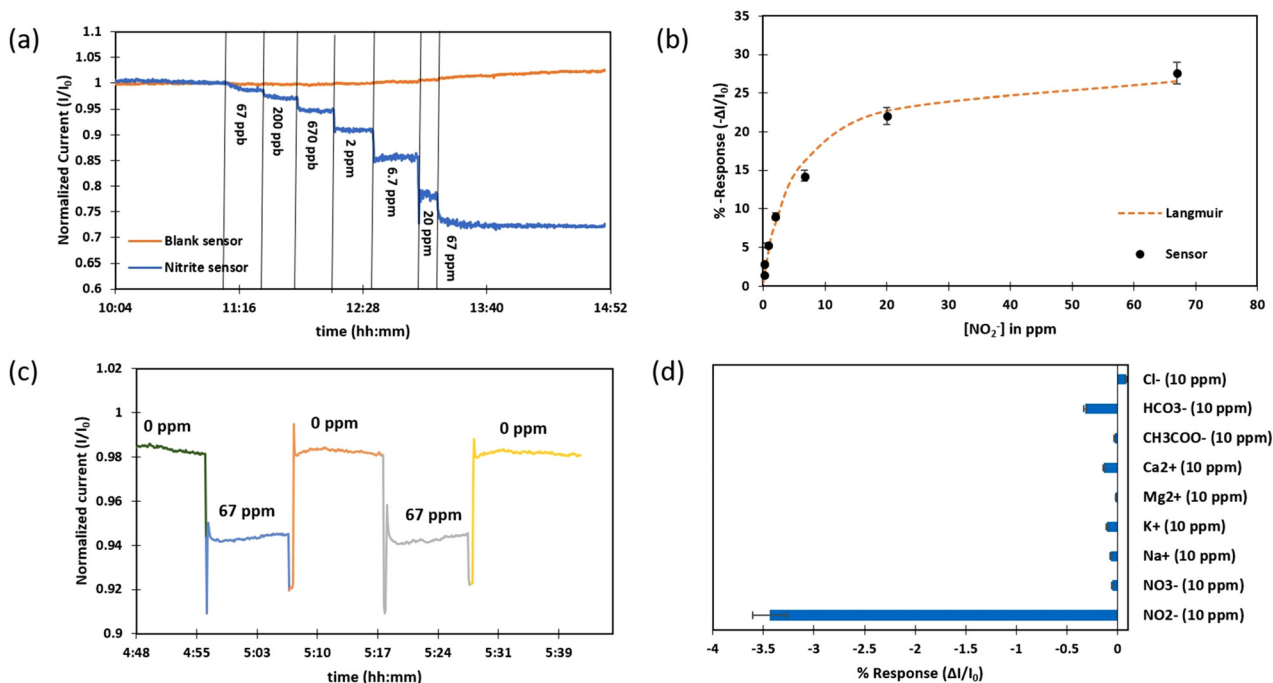 (a)
Normalized Current (I/I₀)
1.1
1.05
1
0.95
0.9
0.85
0.8
0.75
0.7
0.65
0.6
67 ppb
200 ppb
670 ppb
2 ppm
6.7 ppm
20 ppm
67 ppm
Blank sensor
Nitrite sensor
10:04
11:16
12:28
13:40
14:52
time (hh:mm)
(b)
% -Response (-ΔI/I₀)
35
30
25
20
15
10
5
0
Langmuir
Sensor
0
10
20
30
40
50
60
70
80
[NO₂⁻] in ppm
(c)
Normalized current (I/I₀)
1.02
1
0.98
0.96
0.94
0.92
0.9
0 ppm
67 ppm
0 ppm
67 ppm
0 ppm
4:48
4:55
5:03
5:10
5:17
5:24
5:31
5:39
time (hh:mm)
(d)
Cl- (10 ppm)
HCO3- (10 ppm)
CH3COO- (10 ppm)
Ca2+ (10 ppm)
Mg2+ (10 ppm)
K+ (10 ppm)
Na+ (10 ppm)
NO3- (10 ppm)
NO2- (10 ppm)
-4
-3.5
-3
-2.5
-2
-1.5
-1
-0.5
0
% Response (ΔI/I₀)